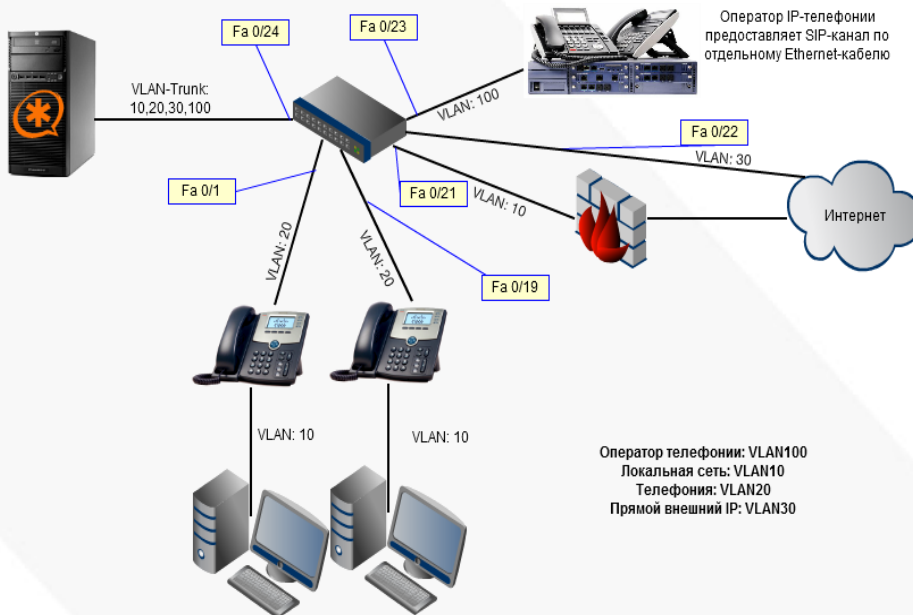 Fa 0/24
Fa 0/23
Оператор IP-телефонии
предоставляет SIP-канал по
отдельному Ethernet-кабелю
VLAN-Trunk:
10,20,30,100
VLAN: 100
Fa 0/22
VLAN: 30
Fa 0/1
Fa 0/21
VLAN: 10
Интернет
VLAN: 20
VLAN: 20
Fa 0/19
VLAN: 10
VLAN: 10
Оператор телефонии: VLAN100
Локальная сеть: VLAN10
Телефония: VLAN20
Прямой внешний IP: VLAN30